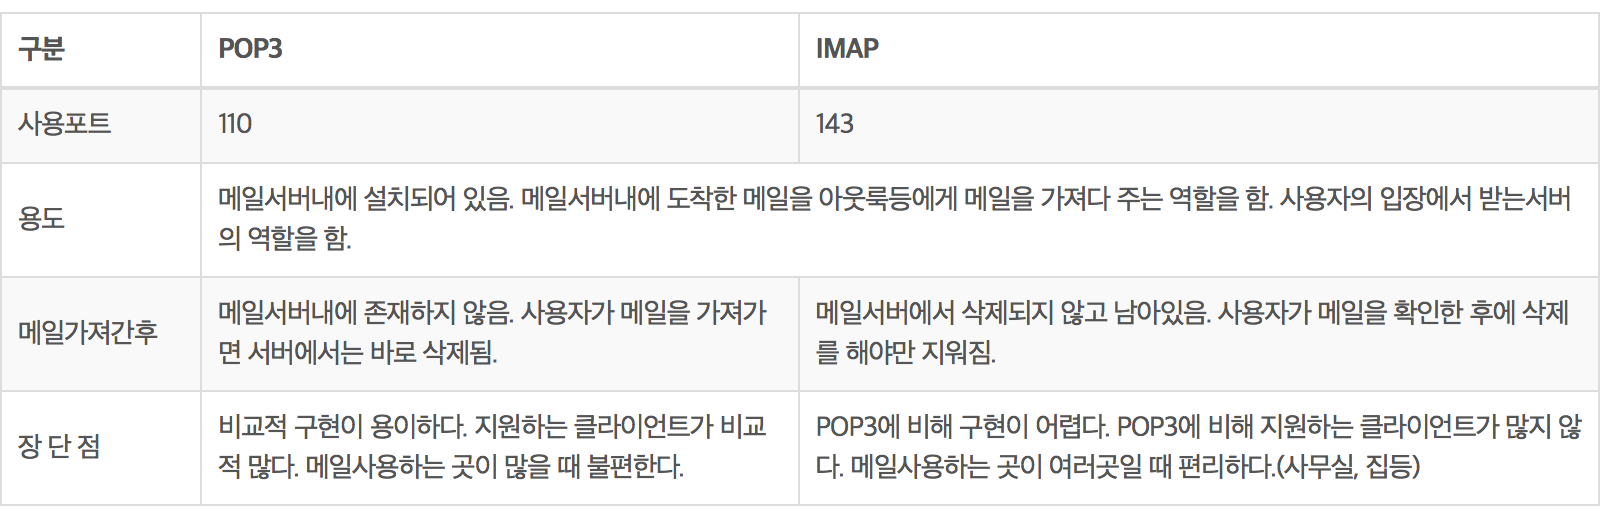 구분 POP3 IMAP
사용포트 110 143
용도
메일서버내에 설치되어 있음. 메일서버내에 도착한 메일을 아웃룩등에게 메일을 가져다 주는 역할을 함. 사용자의 입장에서 받는서버
의 역할을 함.
메일가져간후
메일서버내에 존재하지 않음. 사용자가 메일을 가져가
면 서버에서는 바로 삭제됨.
메일서버에서 삭제되지 않고 남아있음. 사용자가 메일을 확인한 후에 삭제
를 해야만 지워짐.
장 단 점
비교적 구현이 용이하다. 지원하는 클라이언트가 비교
적 많다. 메일사용하는 곳이 많을 때 불편한다.
POP3에 비해 구현이 어렵다. POP3에 비해 지원하는 클라이언트가 많지 않
다. 메일사용하는 곳이 여러곳일 때 편리하다.(사무실, 집등)